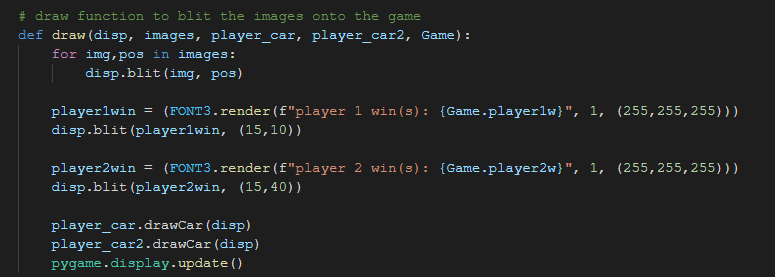 # draw function to blit the images onto the game
def draw(disp, images, player_car, player_car2, Game):
    for img,pos in images:
        disp.blit(img, pos)

    player1win = (FONT3.render(f"player 1 win(s): {Game.player1w}", 1, (255,255,255)))
    disp.blit(player1win, (15,10))

    player2win = (FONT3.render(f"player 2 win(s): {Game.player2w}", 1, (255,255,255)))
    disp.blit(player2win, (15,40))

    player_car.drawCar(disp)
    player_car2.drawCar(disp)
    pygame.display.update()